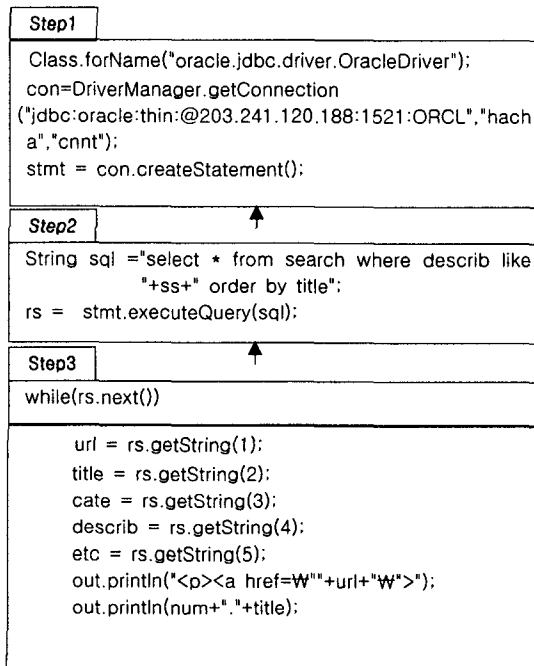 Step1
Class.forName("oracle.jdbc.driver.OracleDriver");
con=DriverManager.getConnection
("jdbc:oracle:thin:@203.241.120.188:1521:ORCL","hach
a","cnnt");
stmt = con.createStatement();
Step2
String sql ="select * from search where describ like
"+ss+" order by title";
rs = stmt.executeQuery(sql);
Step3
while(rs.next())
url = rs.getString(1);
title = rs.getString(2);
cate = rs.getString(3);
describ = rs.getString(4);
etc = rs.getString(5);
out.println("<p><a href=₩""+url+"₩">");
out.println(num+"."+title);